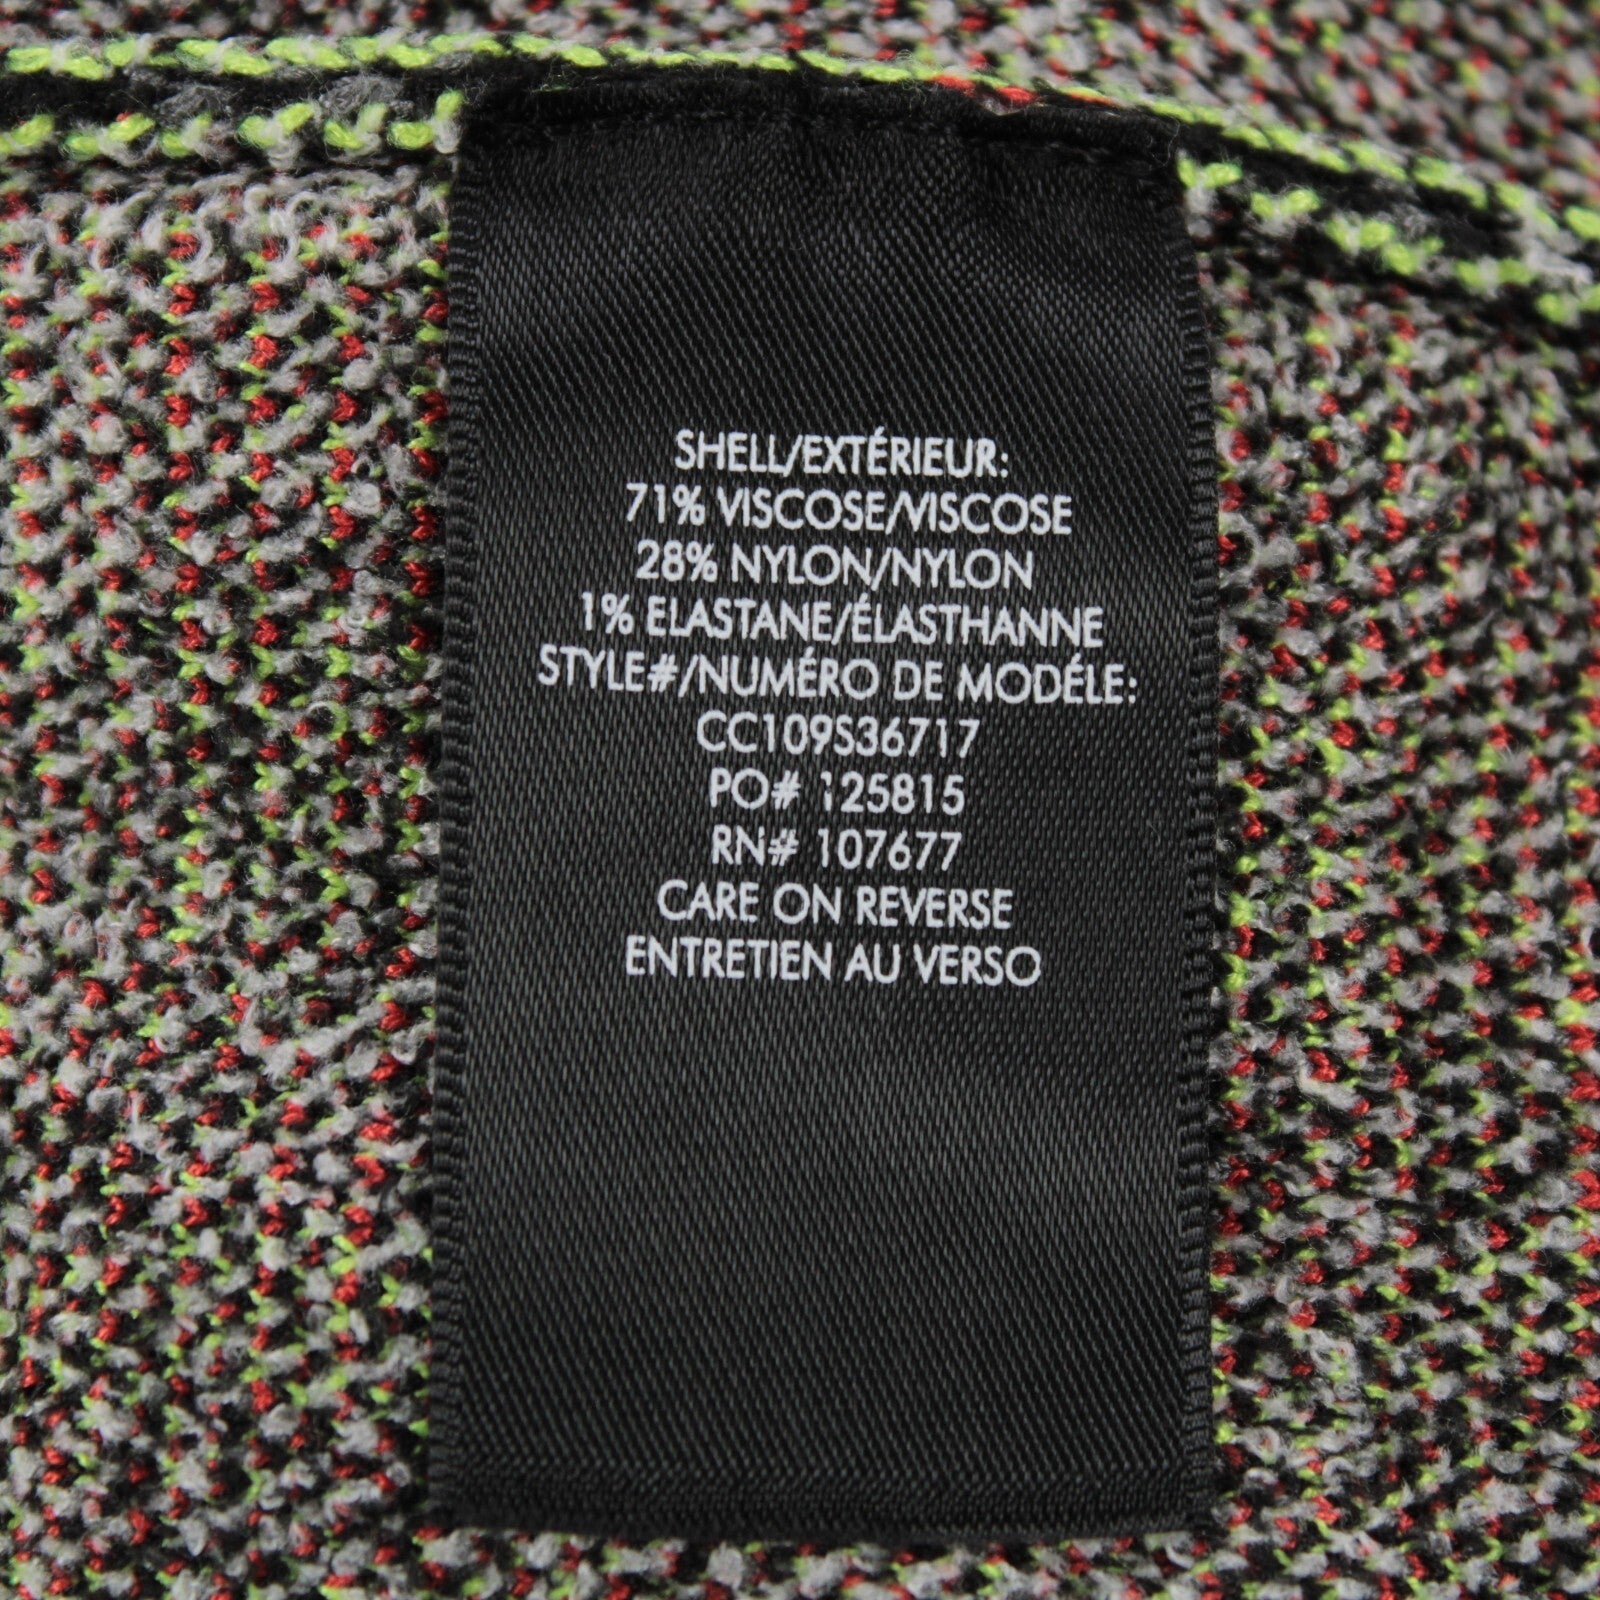 SHELL/EXTÉRIEUR:
71% VISCOSE/VISCOSE
28% NYLON/NYLON
1% ELASTANE/ÉLASTHANNE
STYLE#/NUMÉRO DE MODÉLE:
CC109S36717
PO# 125815
RN# 107677
CARE ON REVERSE
ENTRETIEN AU VERSO